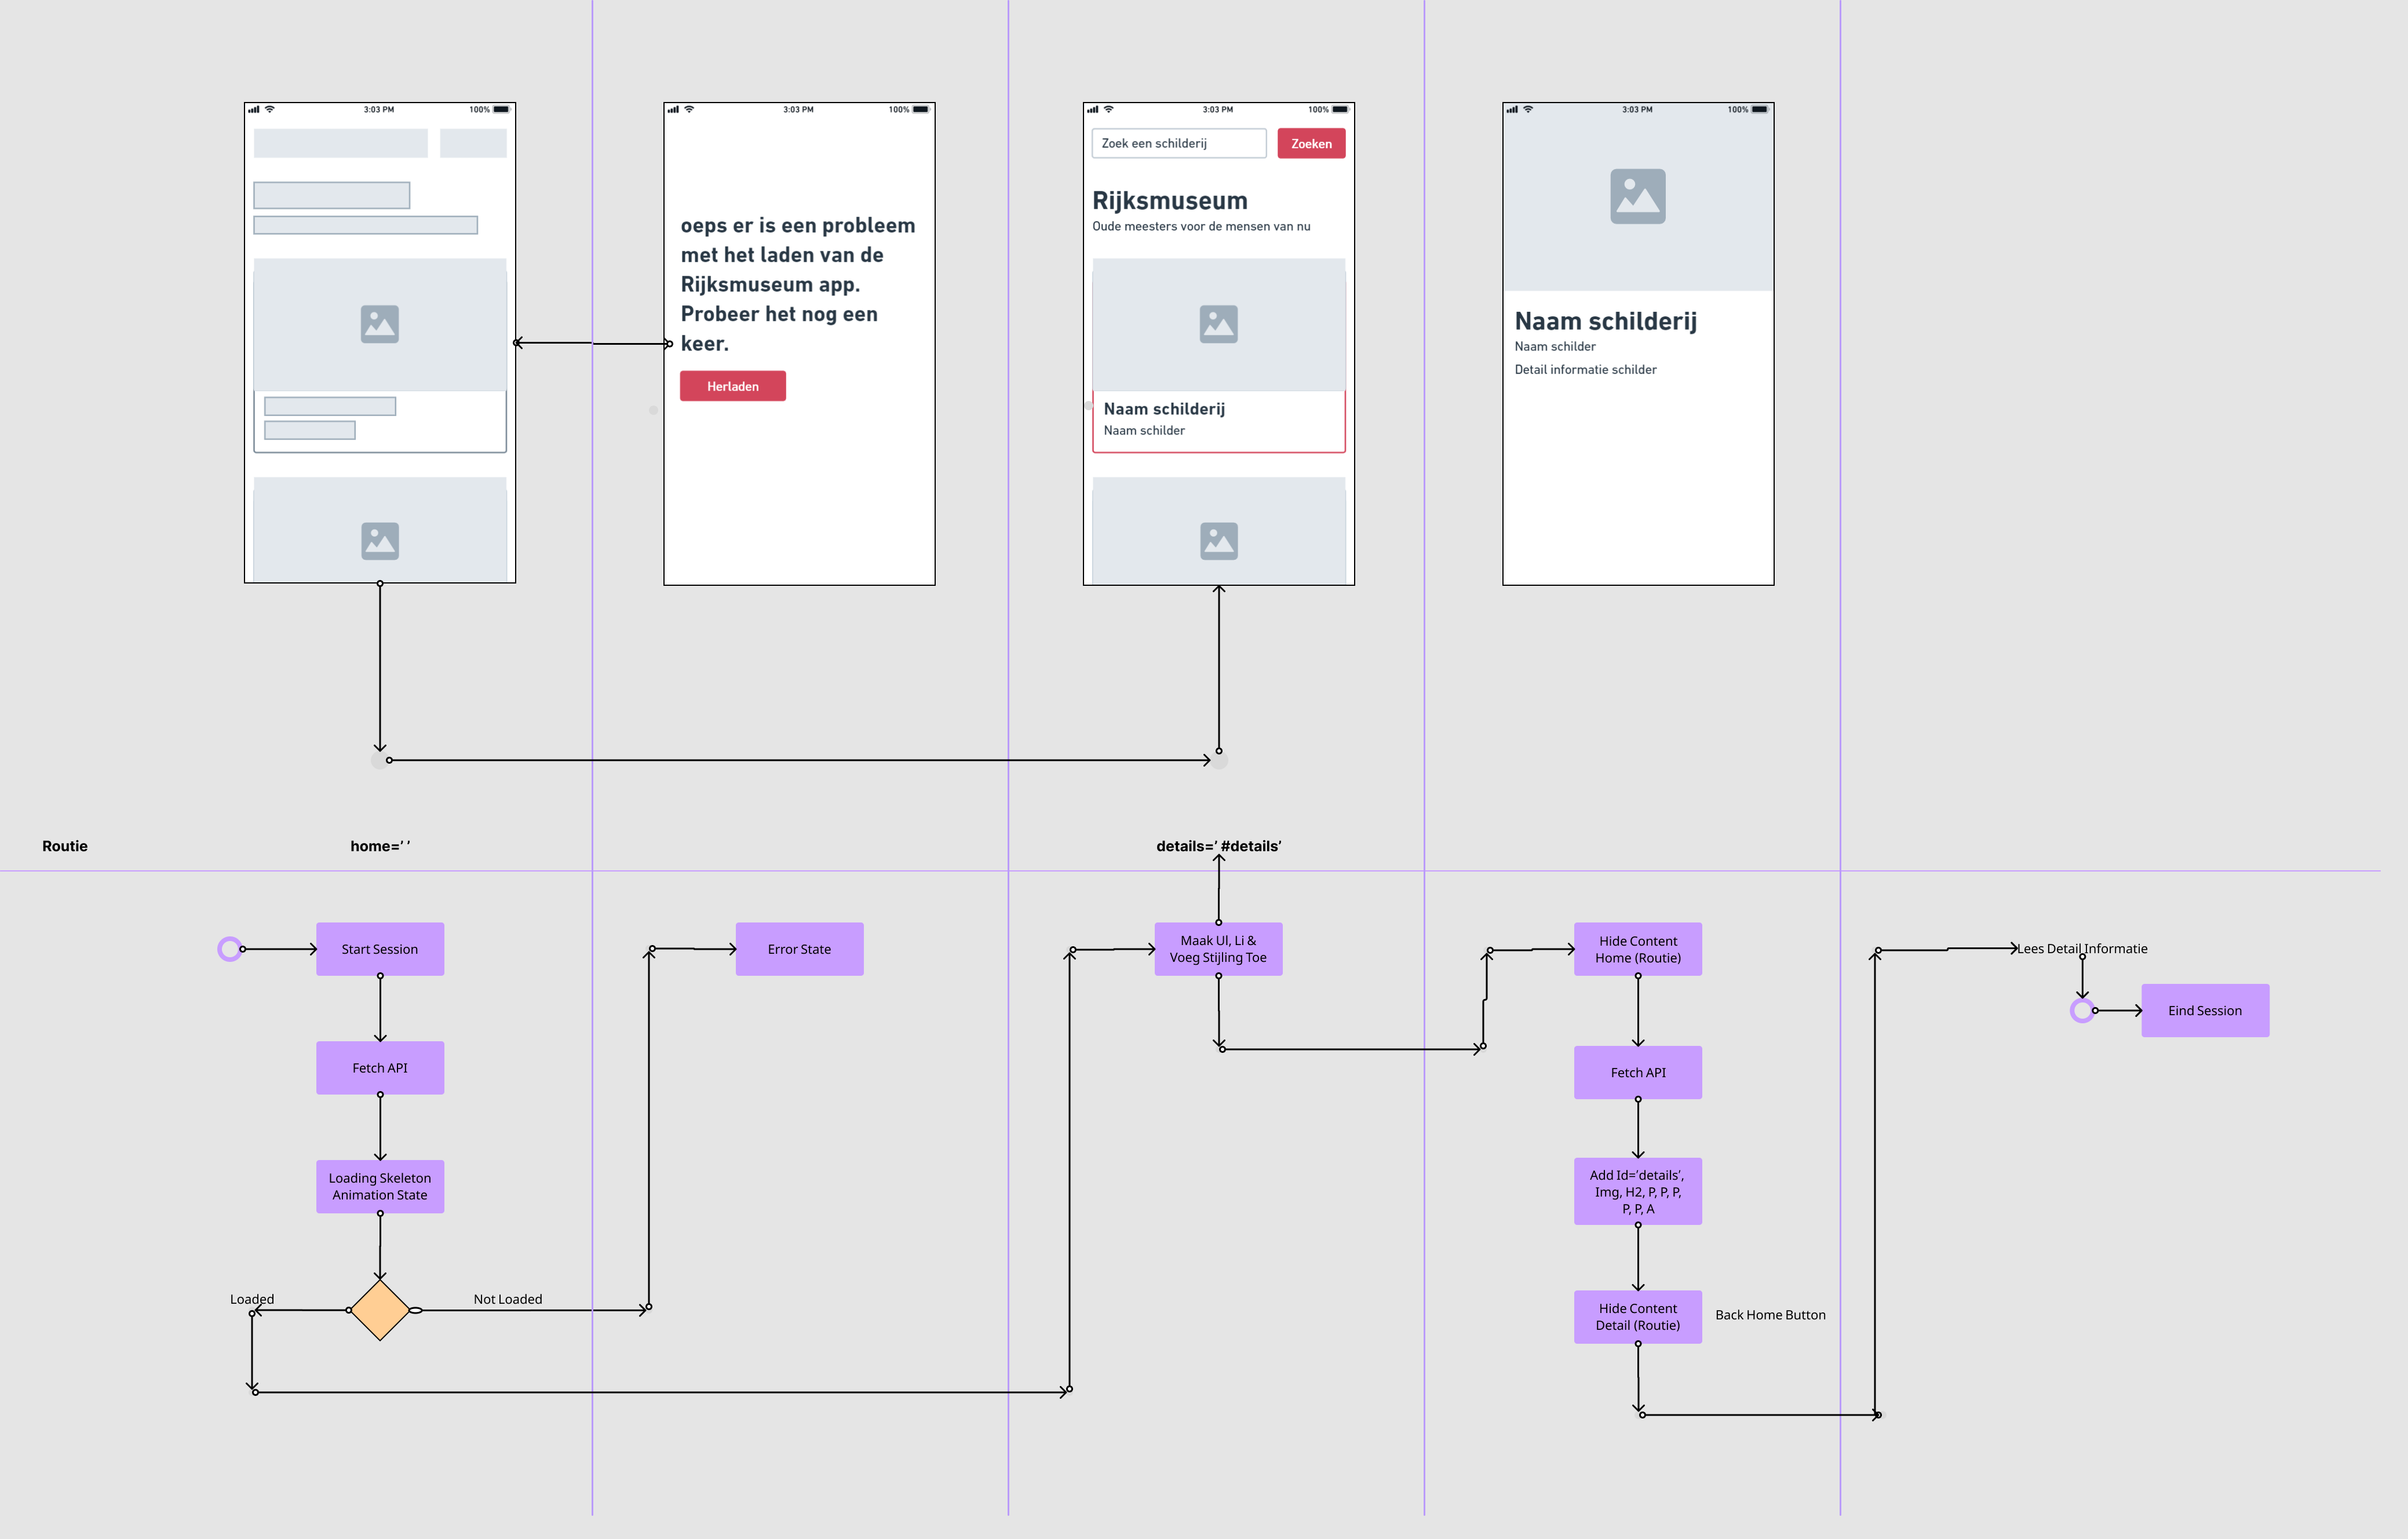 3:03 PM
100%
3:03 PM
100%
oeps er is een probleem
met het laden van de
Rijksmuseum app.
Probeer het nog een
keer.
Herladen
3:03 PM
100%
Zoek een schilderij
Zoeken
Rijksmuseum
Oude meesters voor de mensen van nu
Naam schilderij
Naam schilder
3:03 PM
100%
Naam schilderij
Naam schilder
Detail informatie schilder
Routie
home=’ ’
details=’ #details’
Start Session
Fetch API
Loading Skeleton
Animation State
Loaded
Not Loaded
Error State
Maak Ul, Li &
Voeg Stijling Toe
Hide Content
Home (Routie)
Fetch API
Add Id=’details’,
Img, H2, P, P, P,
P, P, A
Hide Content
Detail (Routie)
Back Home Button
Lees Detail Informatie
Eind Session